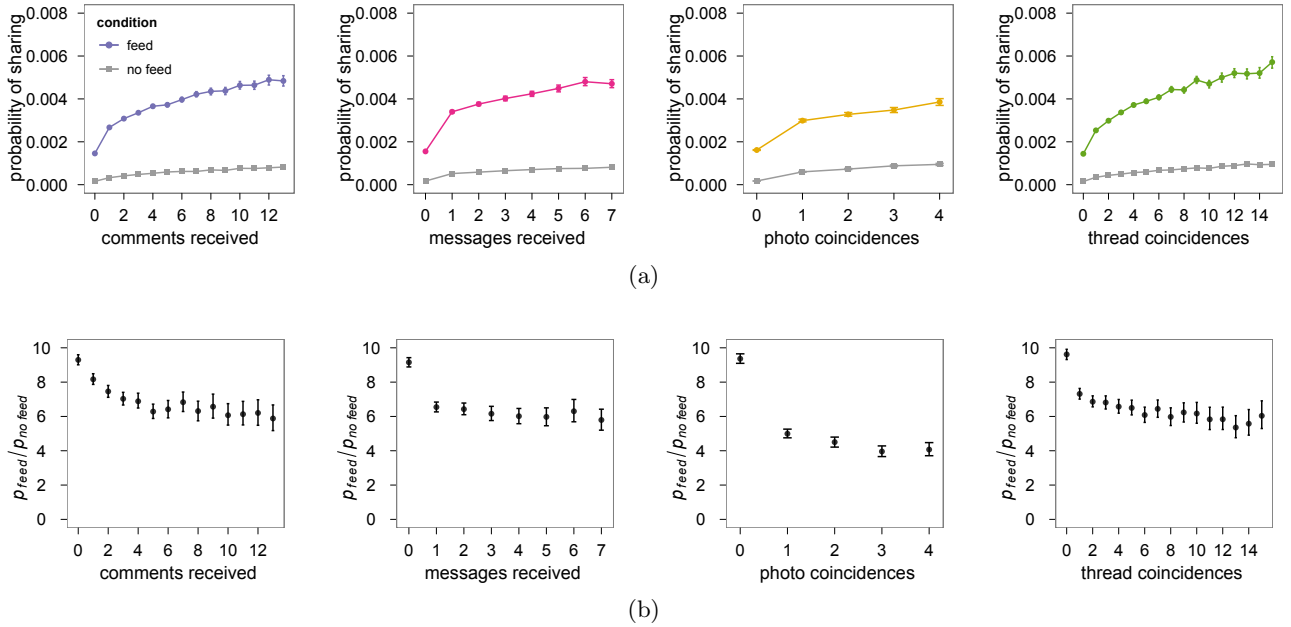 condition
feed
no feed
probability of sharing
0.008
0.006
0.004
0.002
0.000
0 2 4 6 8 10 12
comments received
probability of sharing
0.008
0.006
0.004
0.002
0.000
0 1 2 3 4 5 6 7
messages received
probability of sharing
0.008
0.006
0.004
0.002
0.000
0 1 2 3 4
photo coincidences
probability of sharing
0.008
0.006
0.004
0.002
0.000
0 2 4 6 8 10 12 14
thread coincidences
(a)
p feed / p no feed
10
8
6
4
2
0
0 2 4 6 8 10 12
comments received
p feed / p no feed
10
8
6
4
2
0
0 1 2 3 4 5 6 7
messages received
p feed / p no feed
10
8
6
4
2
0
0 1 2 3 4
photo coincidences
p feed / p no feed
10
8
6
4
2
0
0 2 4 6 8 10 12 14
thread coincidences
(b)